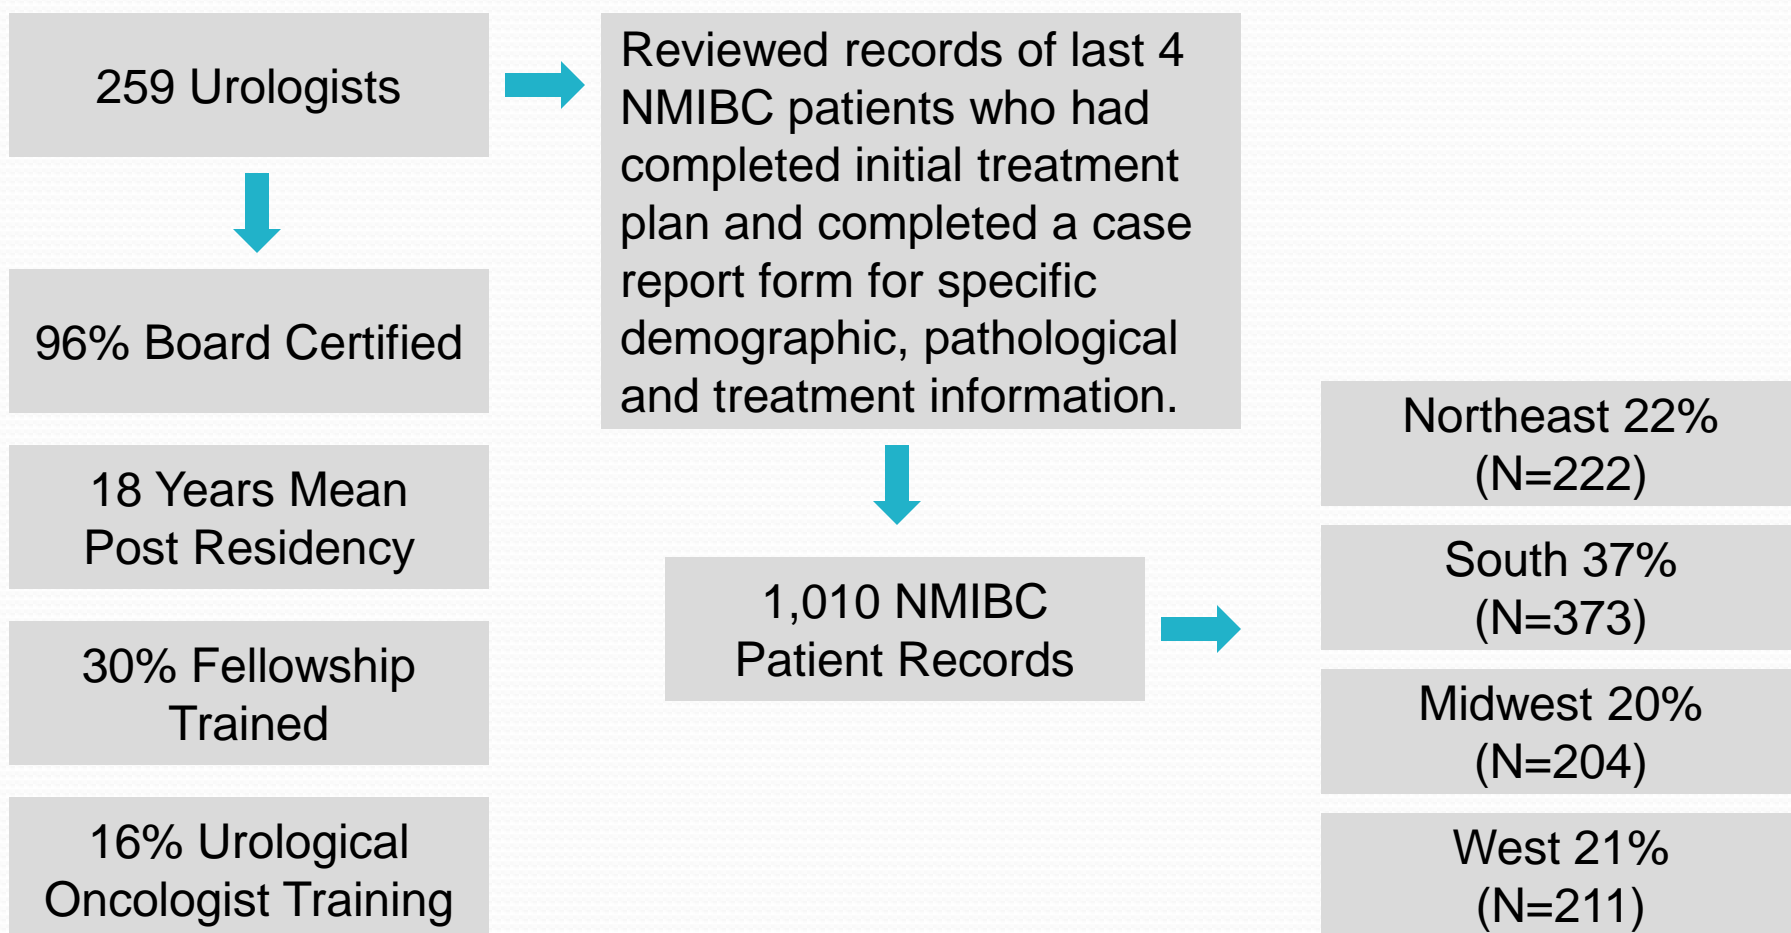 259 Urologists
96% Board Certified
18 Years Mean
Post Residency
30% Fellowship
Trained
16% Urological
Oncologist Training
Reviewed records of last 4
NMIBC patients who had
completed initial treatment
plan and completed a case
report form for specific
demographic, pathological
and treatment information.
1,010 NMIBC
Patient Records
Northeast 22%
(N=222)
South 37%
(N=373)
Midwest 20%
(N=204)
West 21%
(N=211)